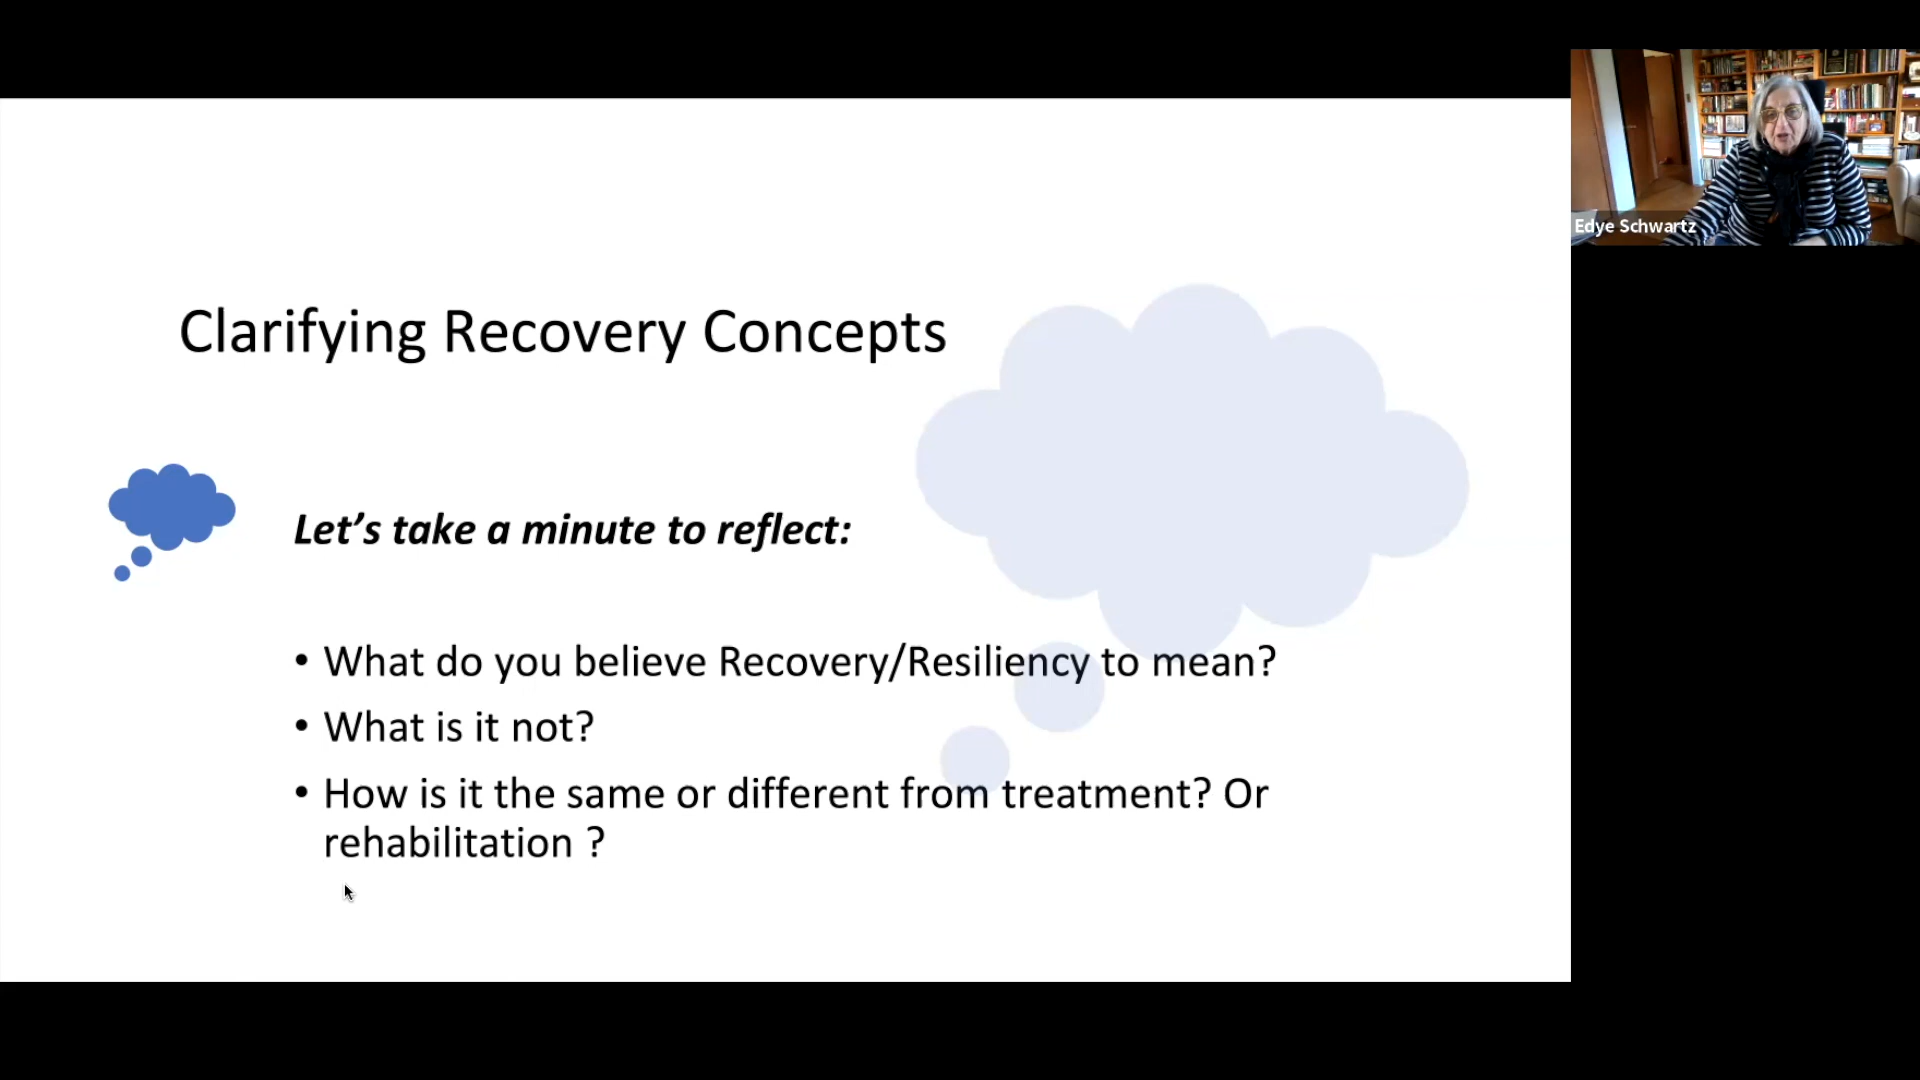 Clarifying Recovery Concepts
Let’s take a minute to reflect:
• What do you believe Recovery/Resiliency to mean?
• What is it not?
• How is it the same or different from treatment? Or
rehabilitation ?
Edye Schwartz